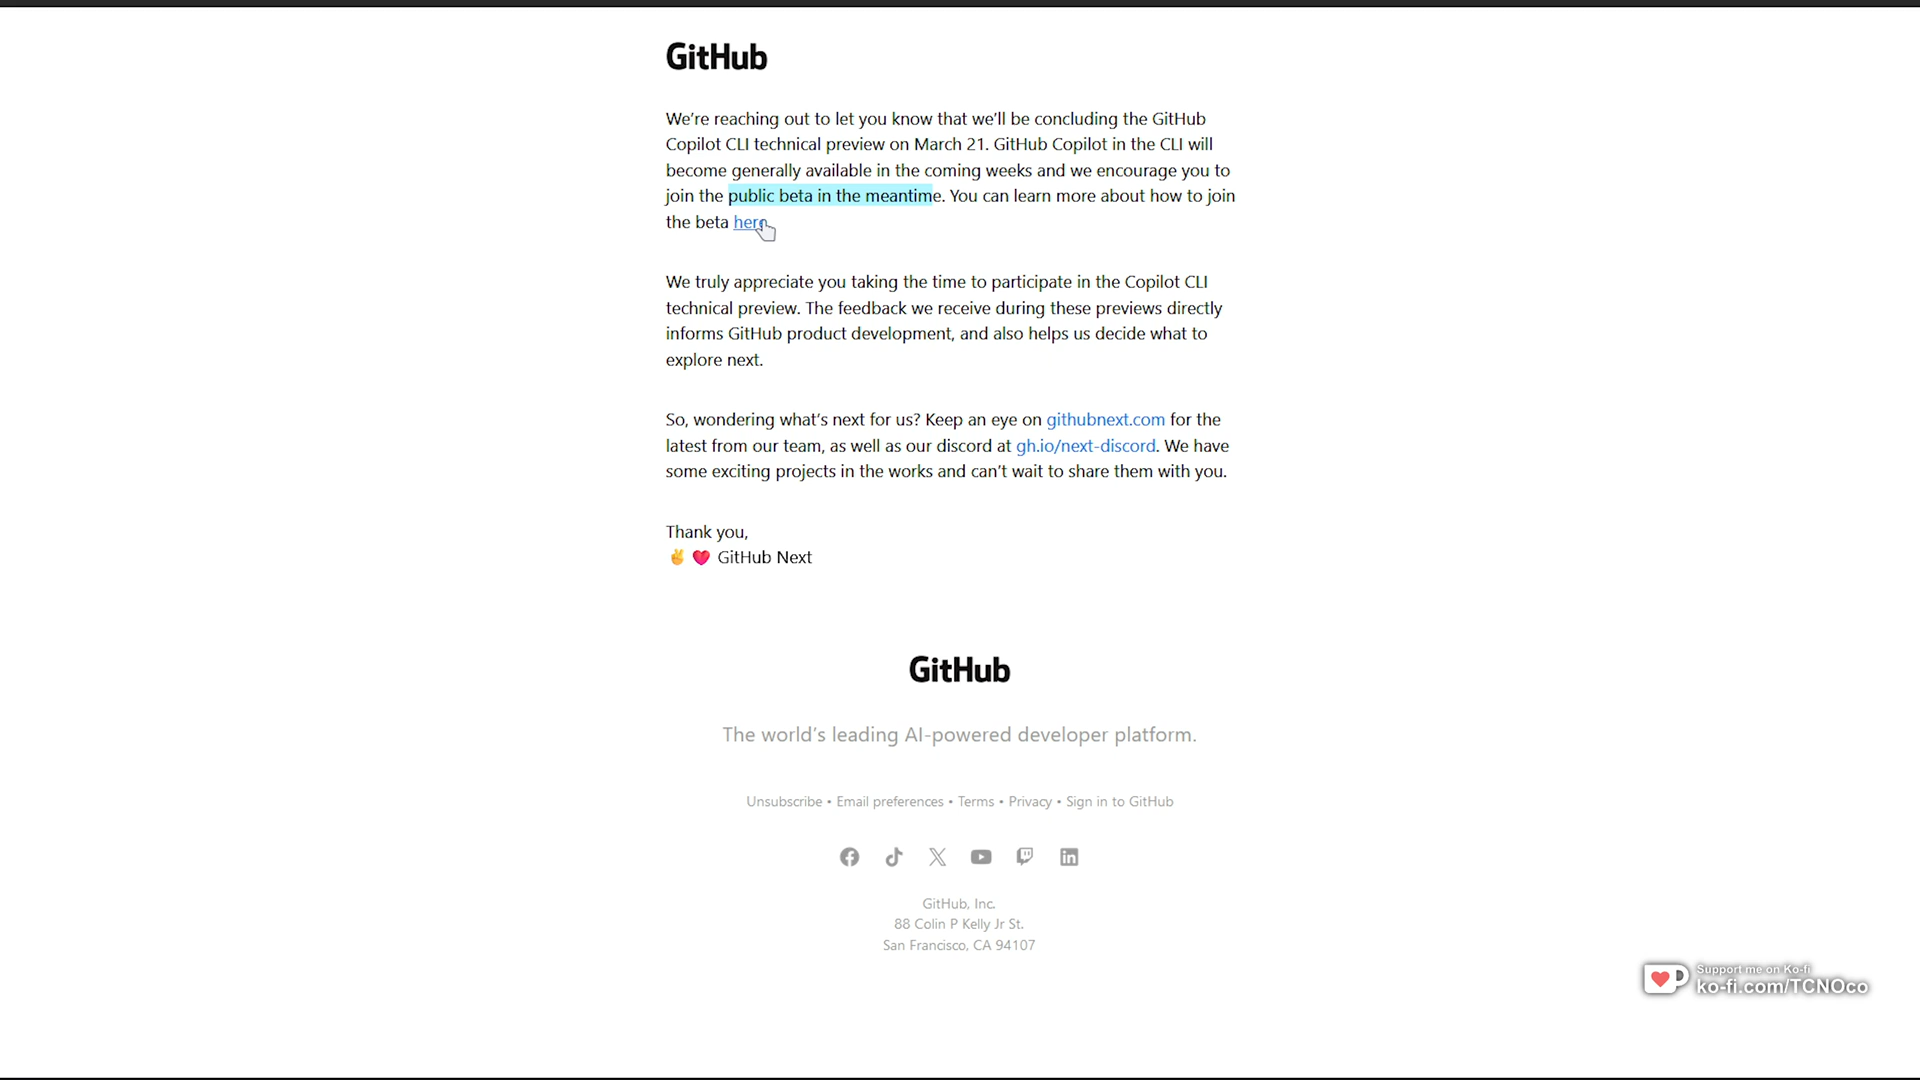 GitHub
We’re reaching out to let you know that we’ll be concluding the GitHub
Copilot CLI technical preview on March 21. GitHub Copilot in the CLI will
become generally available in the coming weeks and we encourage you to
join the public beta in the meantime. You can learn more about how to join
the beta here
We truly appreciate you taking the time to participate in the Copilot CLI
technical preview. The feedback we receive during these previews directly
informs GitHub product development, and also helps us decide what to
explore next.
So, wondering what’s next for us? Keep an eye on githubnext.com for the
latest from our team, as well as our discord at gh.io/next-discord. We have
some exciting projects in the works and can’t wait to share them with you.
Thank you,
✌️ ❤️ GitHub Next
GitHub
The world’s leading AI-powered developer platform.
Unsubscribe • Email preferences • Terms • Privacy • Sign in to GitHub
GitHub, Inc.
88 Colin P Kelly Jr St.
San Francisco, CA 94107
Support me on Ko-fi
ko-fi.com/TCNOco